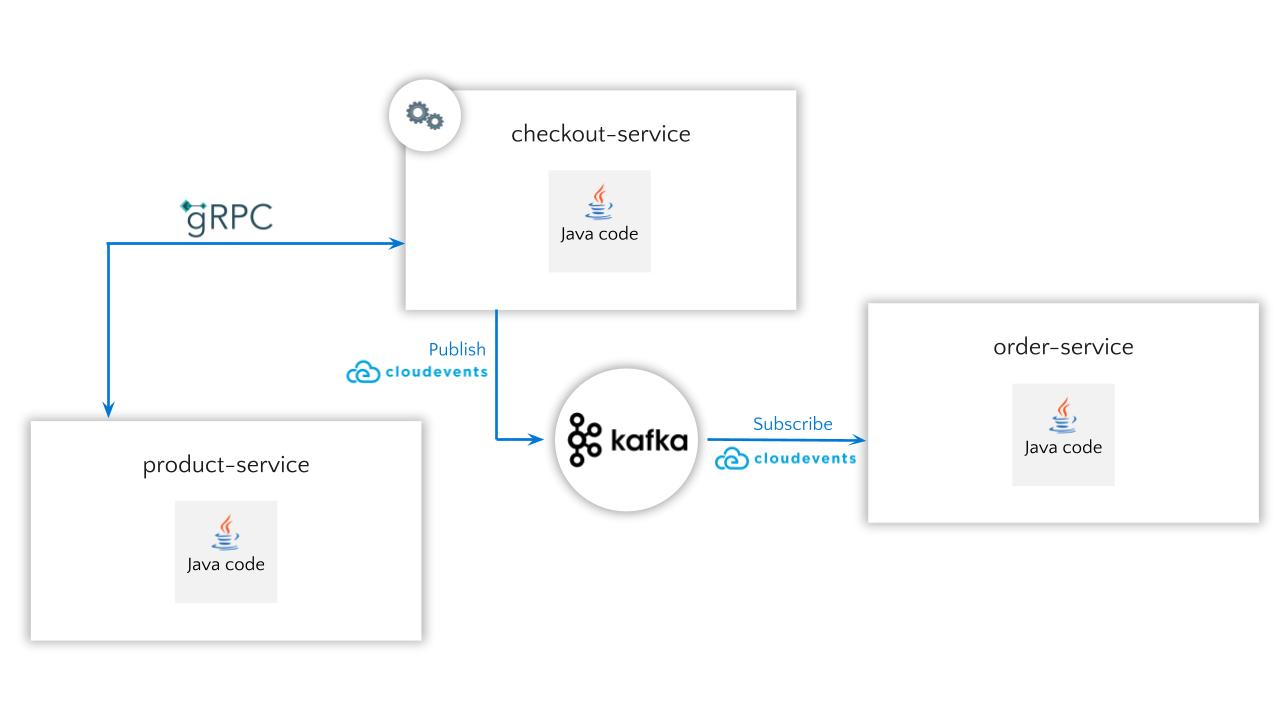 checkout-service
Java code
gRPC
Publish
cloudevents
kafka
Subscribe
cloudevents
order-service
Java code
product-service
Java code